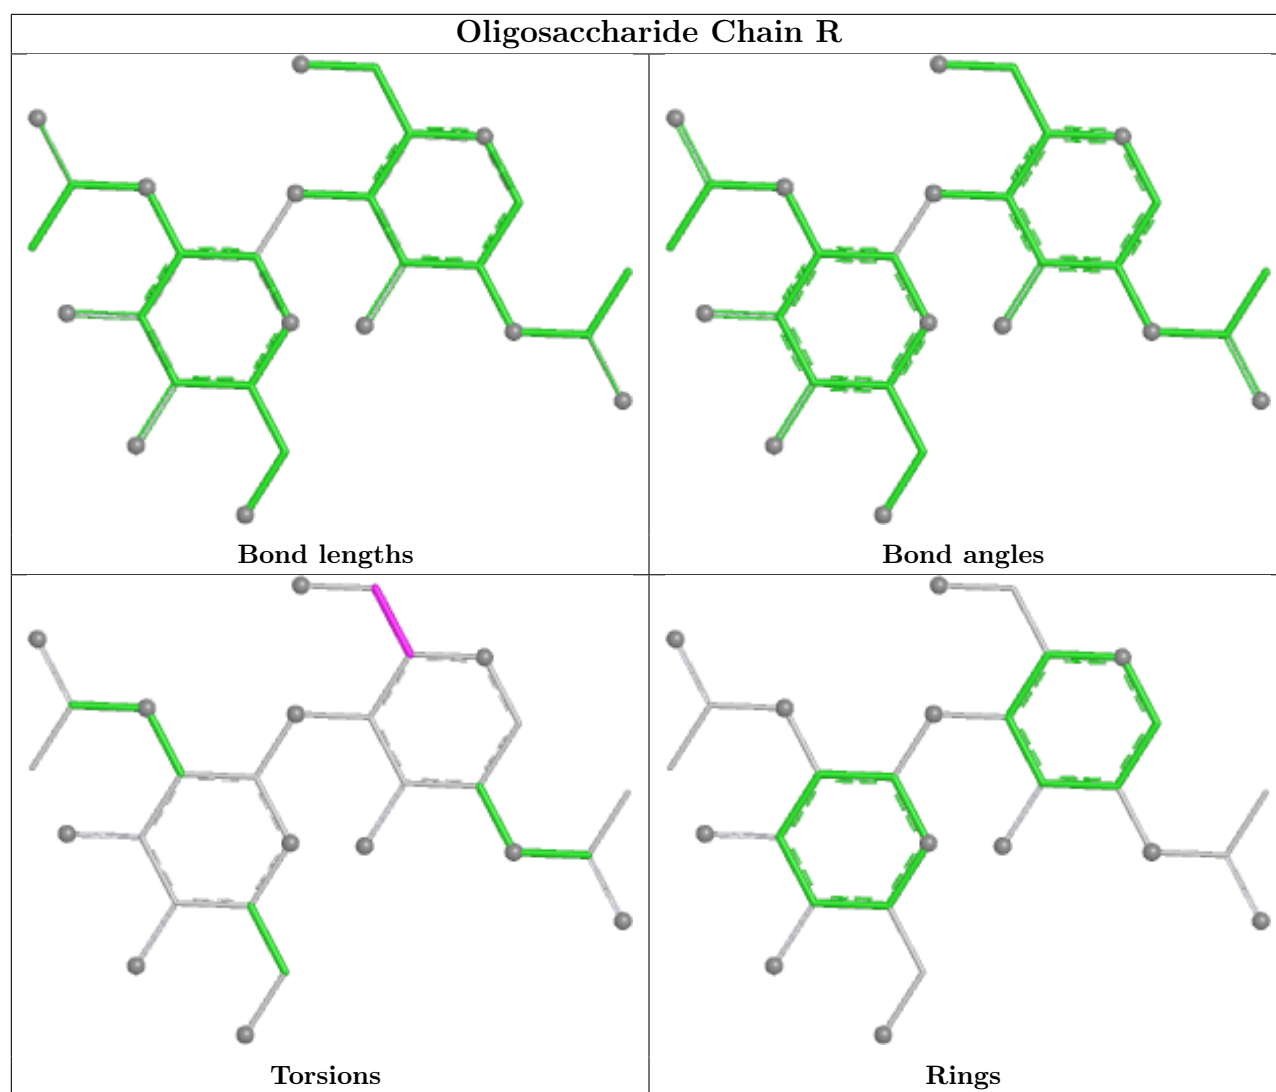 Oligosaccharide Chain R
Bond lengths
Bond angles
Torsions
Rings